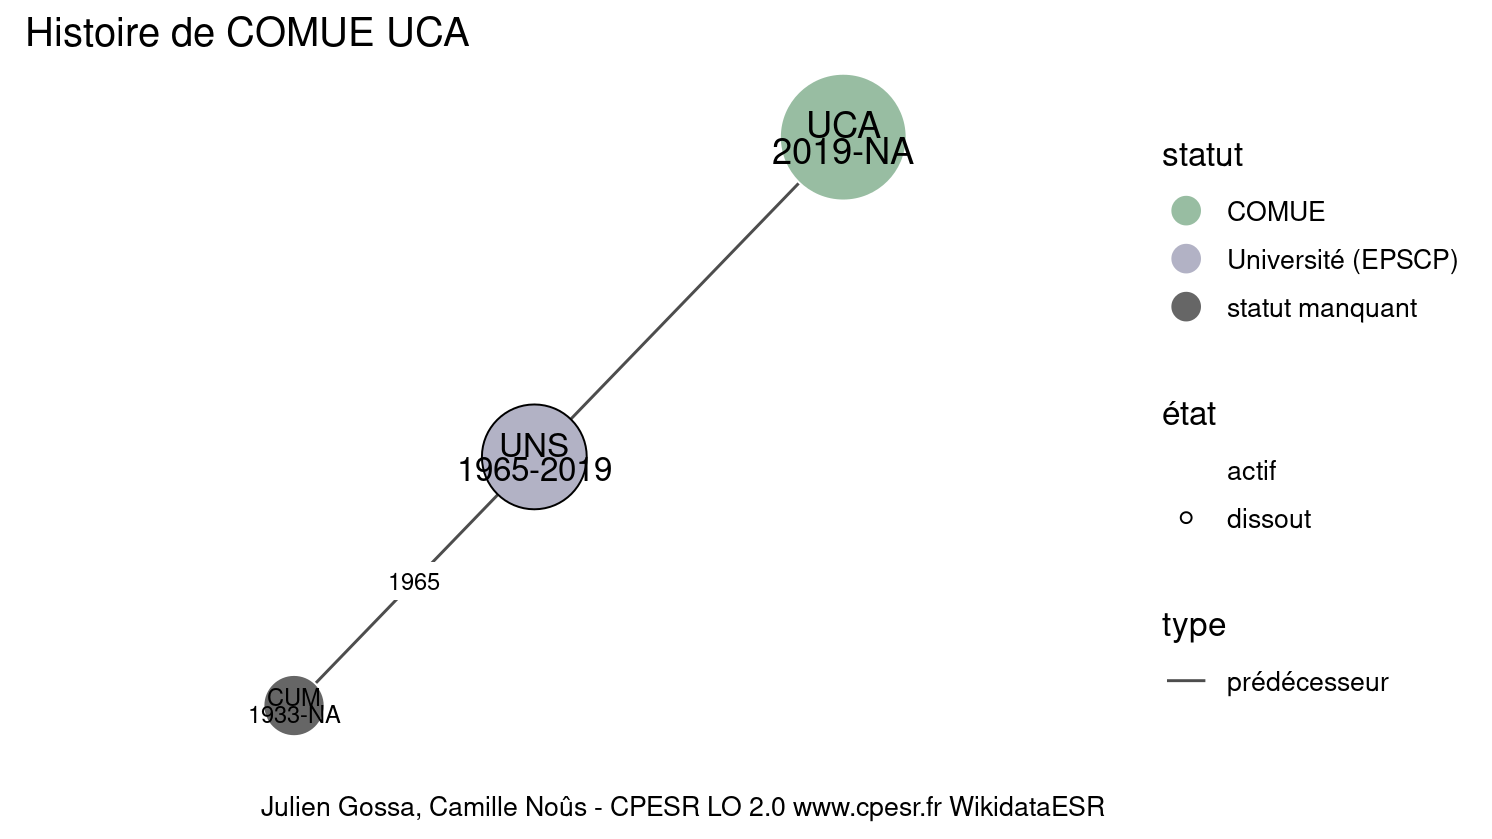 Histoire de COMUE UCA
UCA
2019-NA
UNS
1965-2019
1965
CUM
1933-NA
statut
COMUE
Université (EPSCP)
statut manquant
état
actif
dissout
type
prédécesseur
Julien Gossa, Camille Noûs - CPESR LO 2.0 www.cpesr.fr WikidataESR